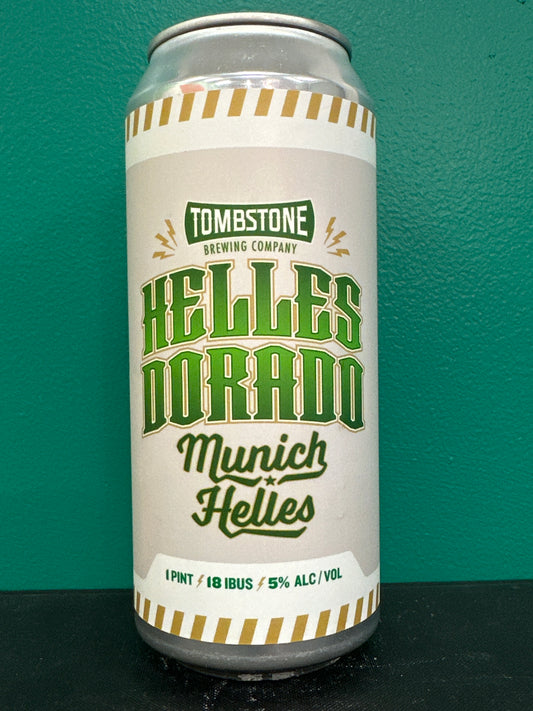 TOMBSTONE
BREWING COMPANY
HELLES
DORADO
Munich
Helles
1 PINT 18 IBUS 5% ALC/VOL